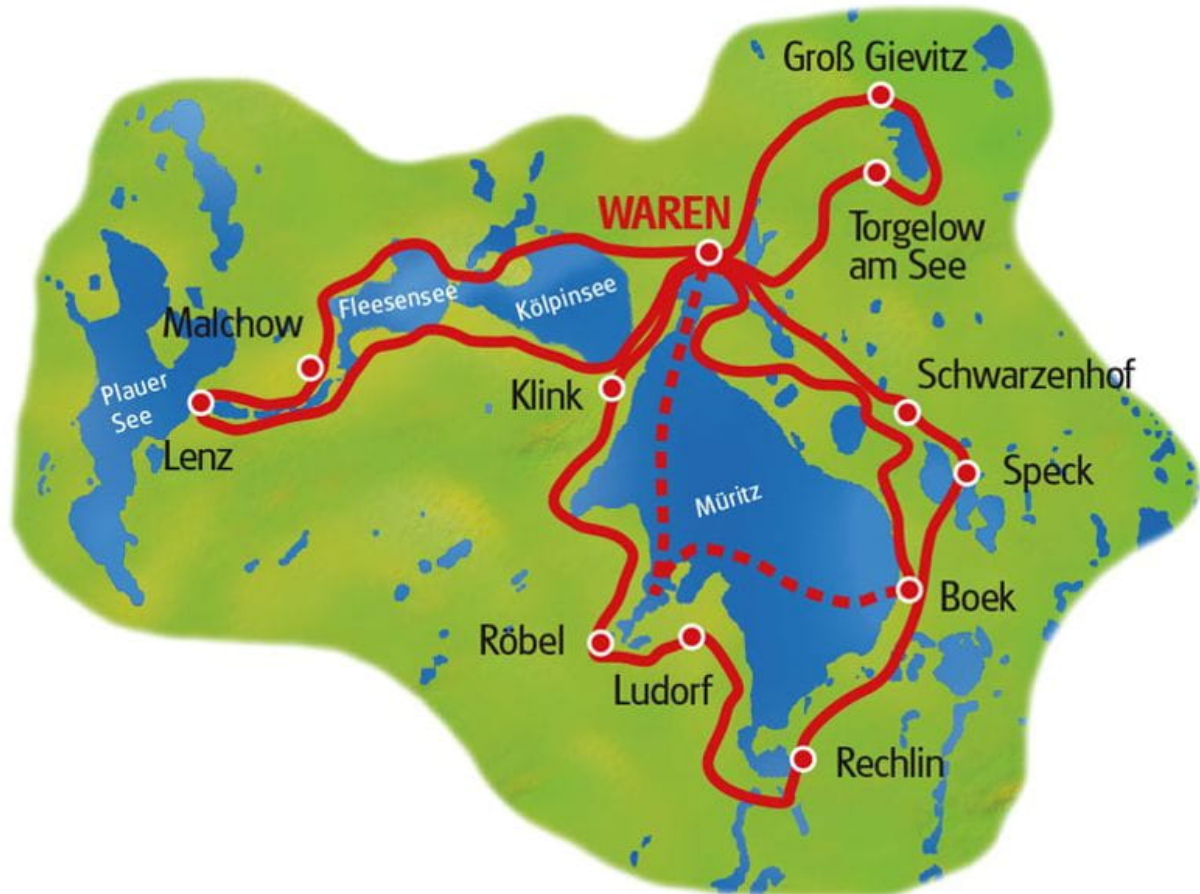 Groß Gievitz
WAREN
Torgelow
am See
Fleesensee
Kölpinsee
Malchow
Schwarzenhof
Plauer
See
Klink
Lenz
Speck
Müritz
Boek
Röbel
Ludorf
Rechlin